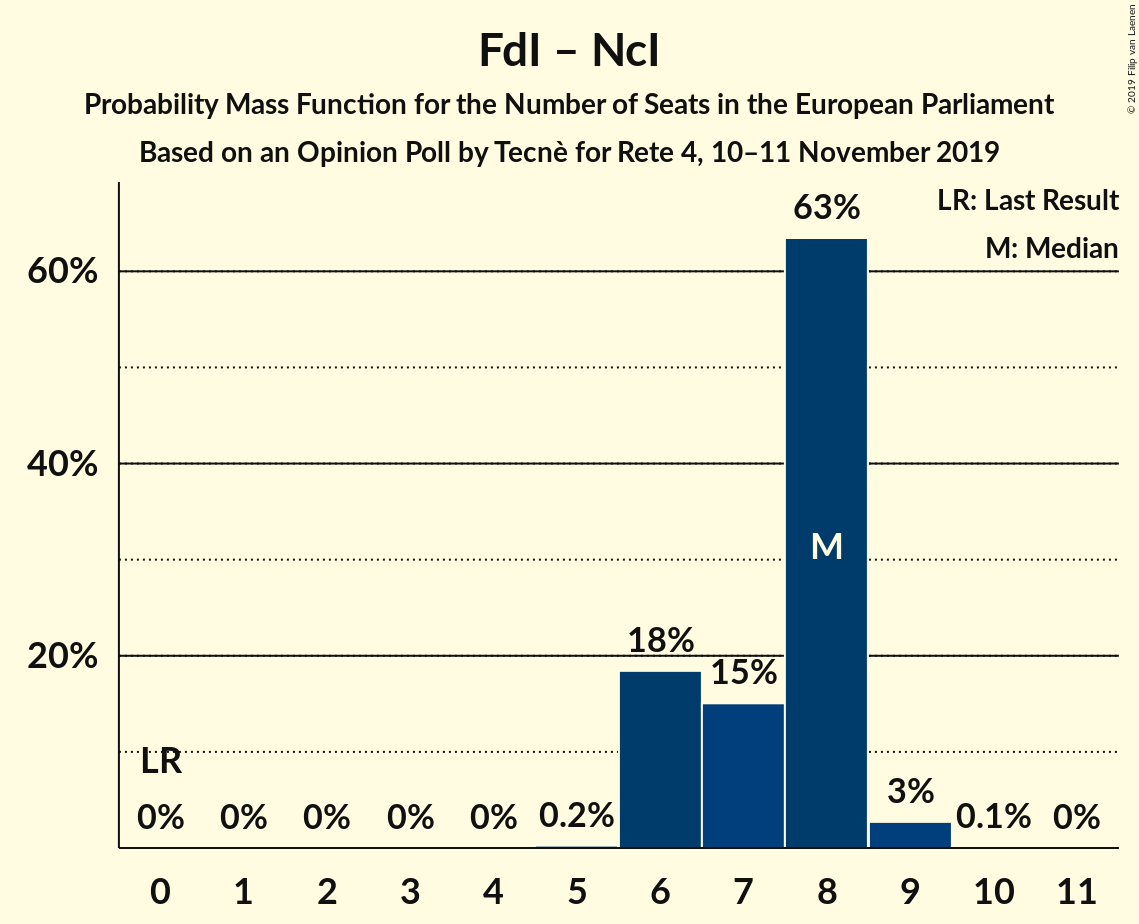 FdI – NcI
Probability Mass Function for the Number of Seats in the European Parliament
Based on an Opinion Poll by Tecnè for Rete 4, 10–11 November 2019
© 2019 Filip van Laenen
LR: Last Result
M: Median
60%
40%
20%
LR
0% 0% 0% 0% 0% 0.2% 18% 15% 63% 3% 0.1% 0%
M
0 1 2 3 4 5 6 7 8 9 10 11